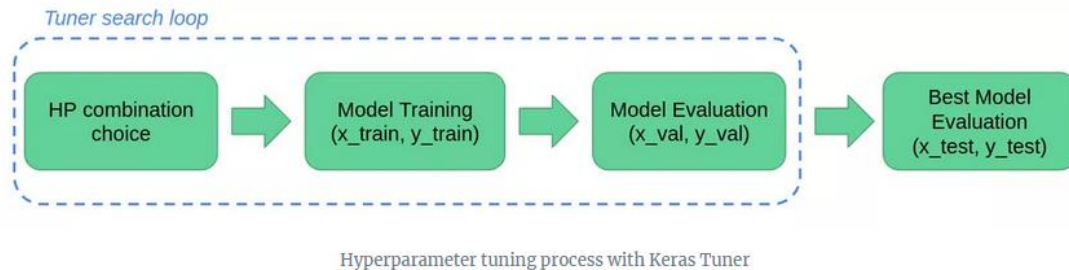 Tuner search loop
HP combination
choice
Model Training
(x_train, y_train)
Model Evaluation
(x_val, y_val)
Best Model
Evaluation
(x_test, y_test)
Hyperparameter tuning process with Keras Tuner